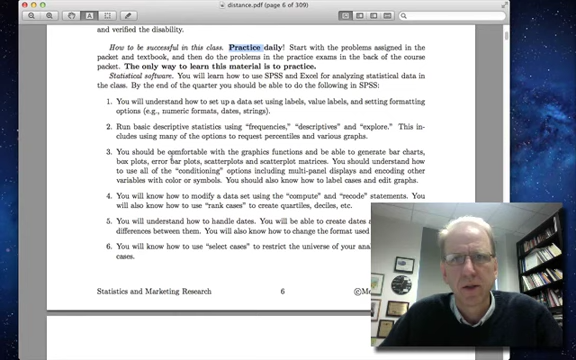 distance.pdf (page 6 of 309)
and verified the disability.
How to be successful in this class. Practice daily! Start with the problems assigned in the
packet and textbook, and then do the problems in the practice exams in the back of the course
packet. The only way to learn this material is to practice.
Statistical software. You will learn how to use SPSS and Excel for analyzing statistical data
in the class. By the end of the quarter you should be able to do the following in SPSS:
1. You will understand how to set up a data set using labels, value labels, and setting formatting
options (e.g., numeric formats, dates, strings).
2. Run basic descriptive statistics using "frequencies," "descriptives" and "explore." This in-
cludes using many of the options to request percentiles and various graphs.
3. You should be comfortable with the graphics functions and be able to generate bar charts,
box plots, error bar plots, scatterplots and scatterplot matrices. You should understand how
to use all of the "conditioning" options including multi-panel displays and encoding other
variables with color or symbols. You should also know how to label cases and edit graphs.
4. You will know how to modify a data set using the "compute" and "recode" statements. You
will also know how to use "rank cases" to create quartiles, deciles, etc.
5. You will understand how to handle dates. You will be able to create dates
differences between them. You will also know how to change the format used
6. You will know how to use "select cases" to restrict the universe of your
cases.
Statistics and Marketing Research 6